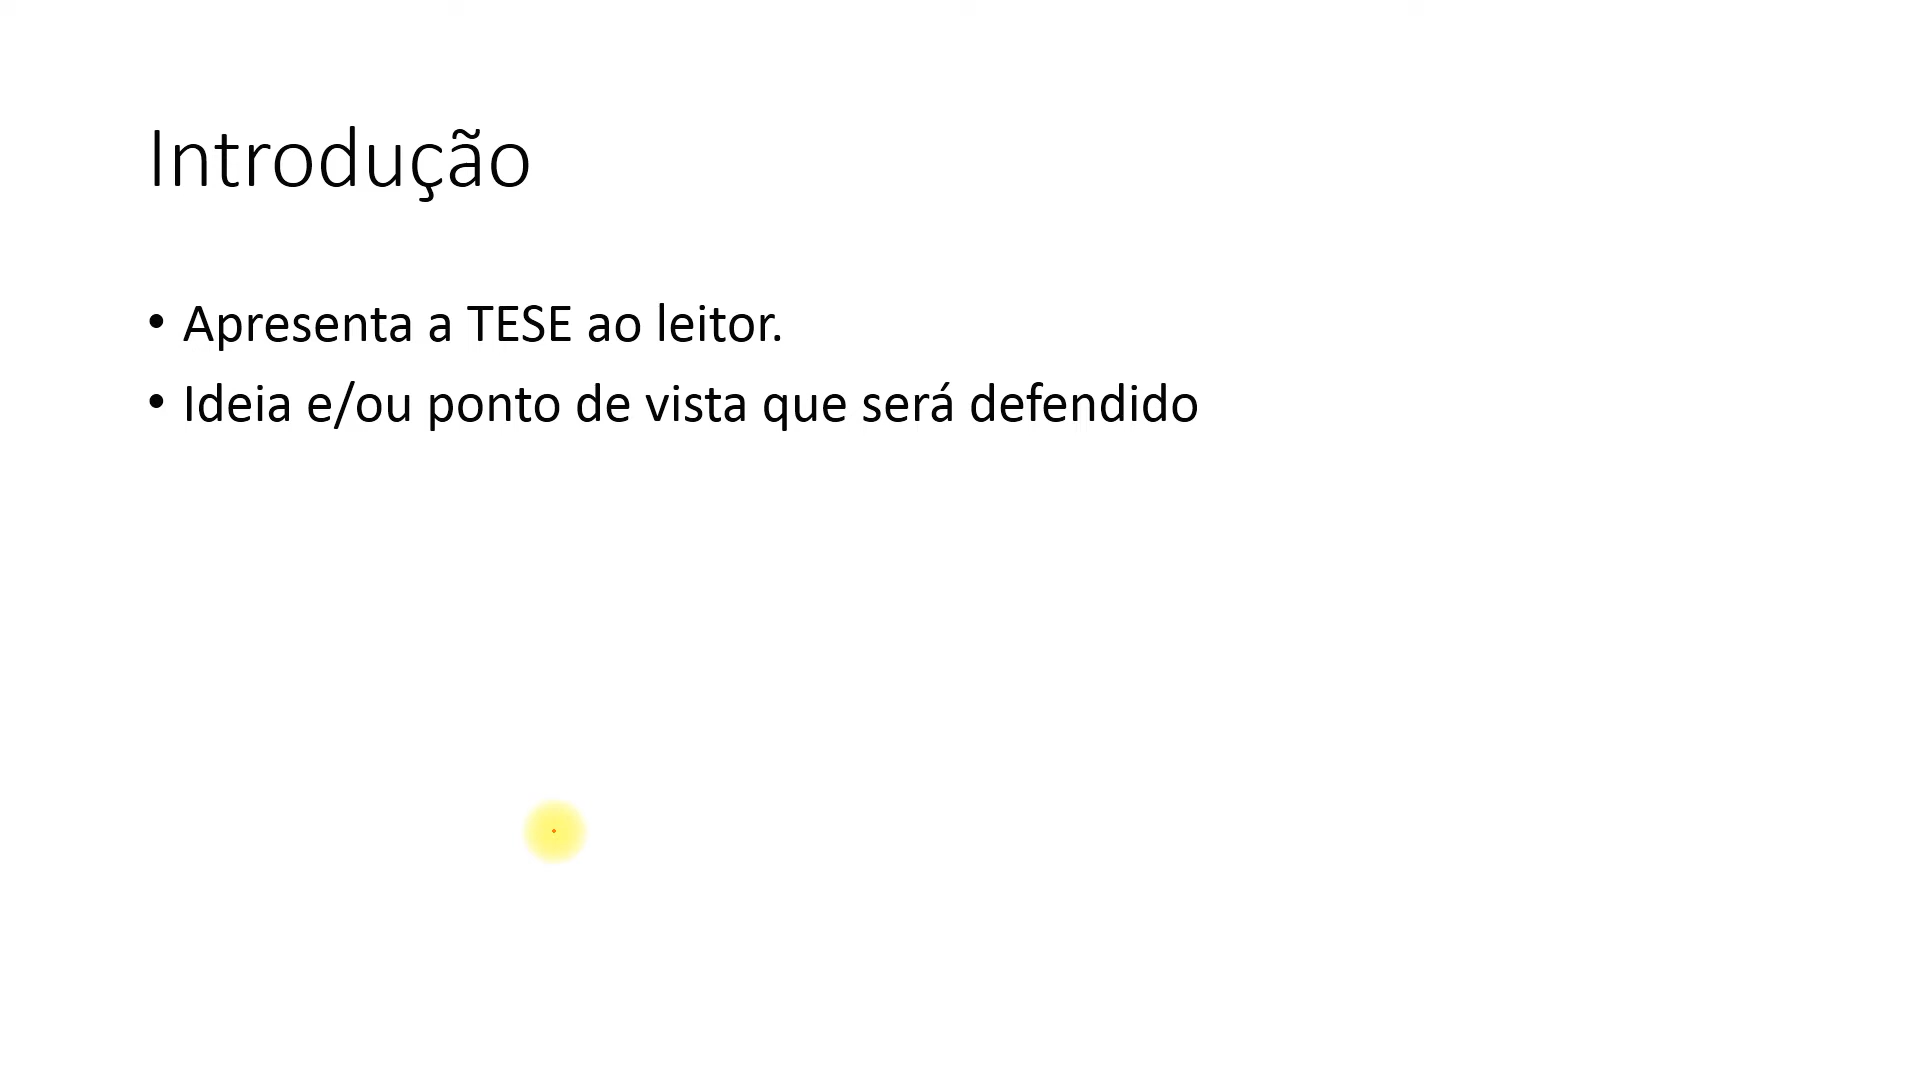 Introdução
• Apresenta a TESE ao leitor.
• Ideia e/ou ponto de vista que será defendido